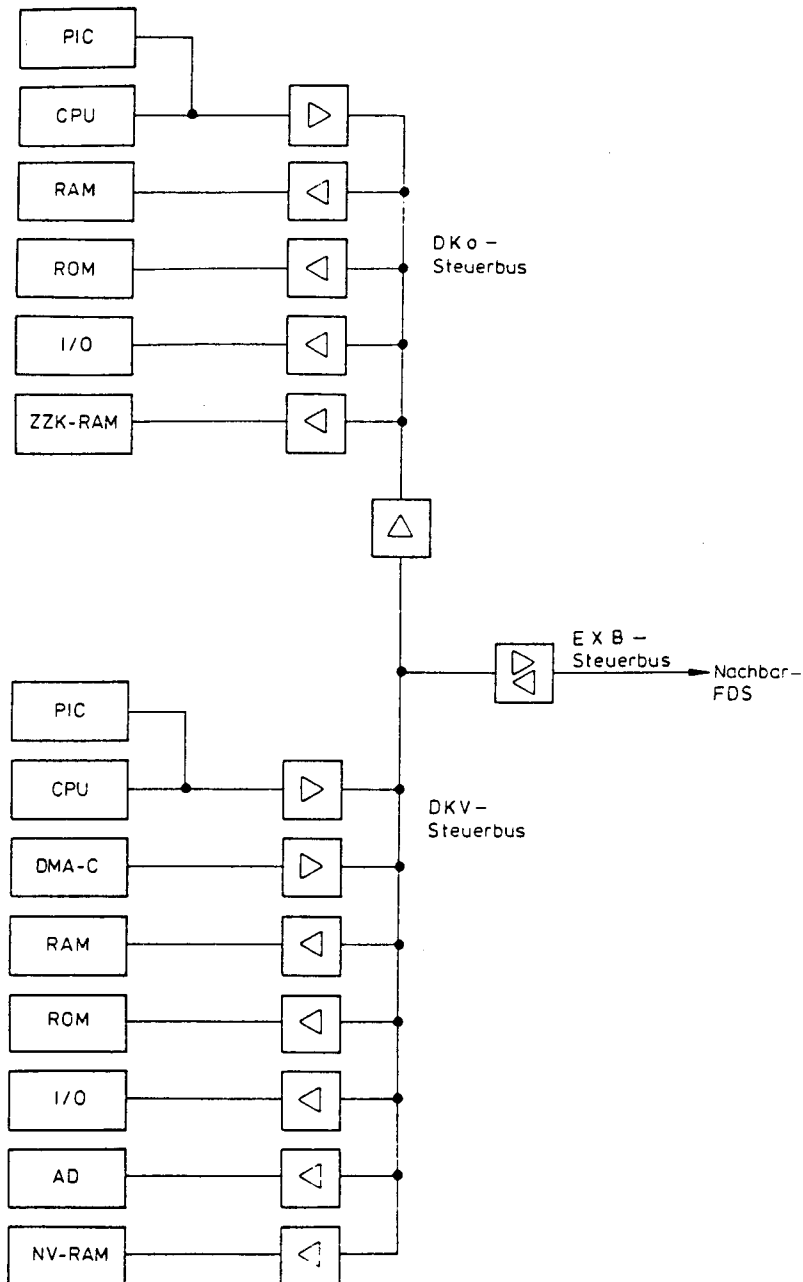 PIC
CPU
RAM
ROM
I/O
ZZK-RAM
DKo-
Steuerbus
EXB-
Steuerbus
Nachbar-
FDS
PIC
CPU
DMA-C
RAM
ROM
I/O
AD
NV-RAM
DKV-
Steuerbus